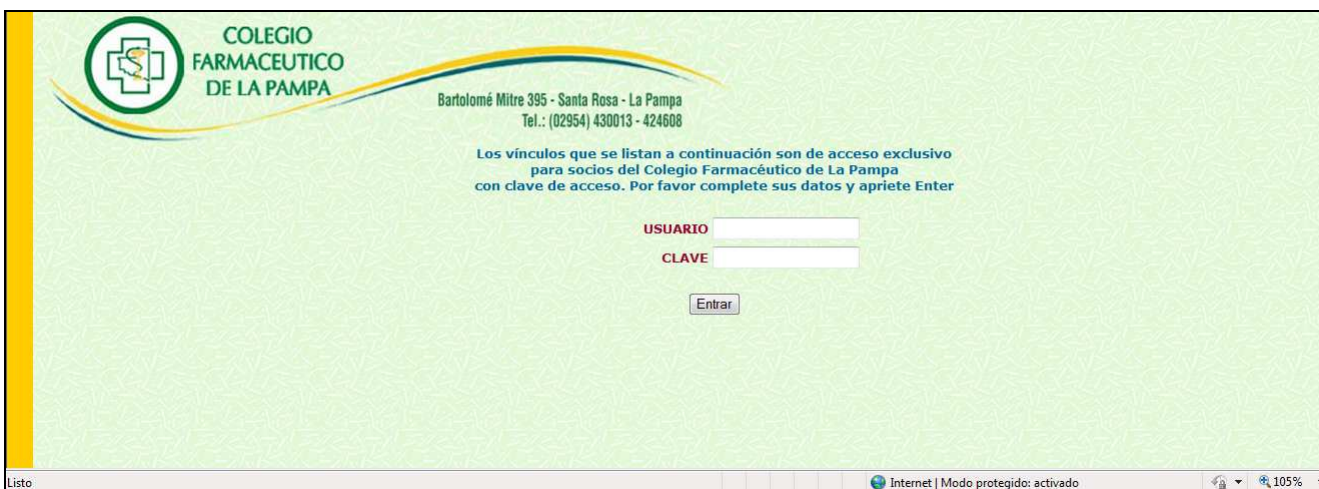 COLEGIO
FARMACEUTICO
DE LA PAMPA
Bartolomé Mitre 395 - Santa Rosa - La Pampa
Tel.: (02954) 430013 - 424608
Los vínculos que se listan a continuación son de acceso exclusivo
para socios del Colegio Farmacéutico de La Pampa
con clave de acceso. Por favor complete sus datos y apriete Enter
USUARIO
CLAVE
Entrar
Listo
Internet | Modo protegido: activado
105%